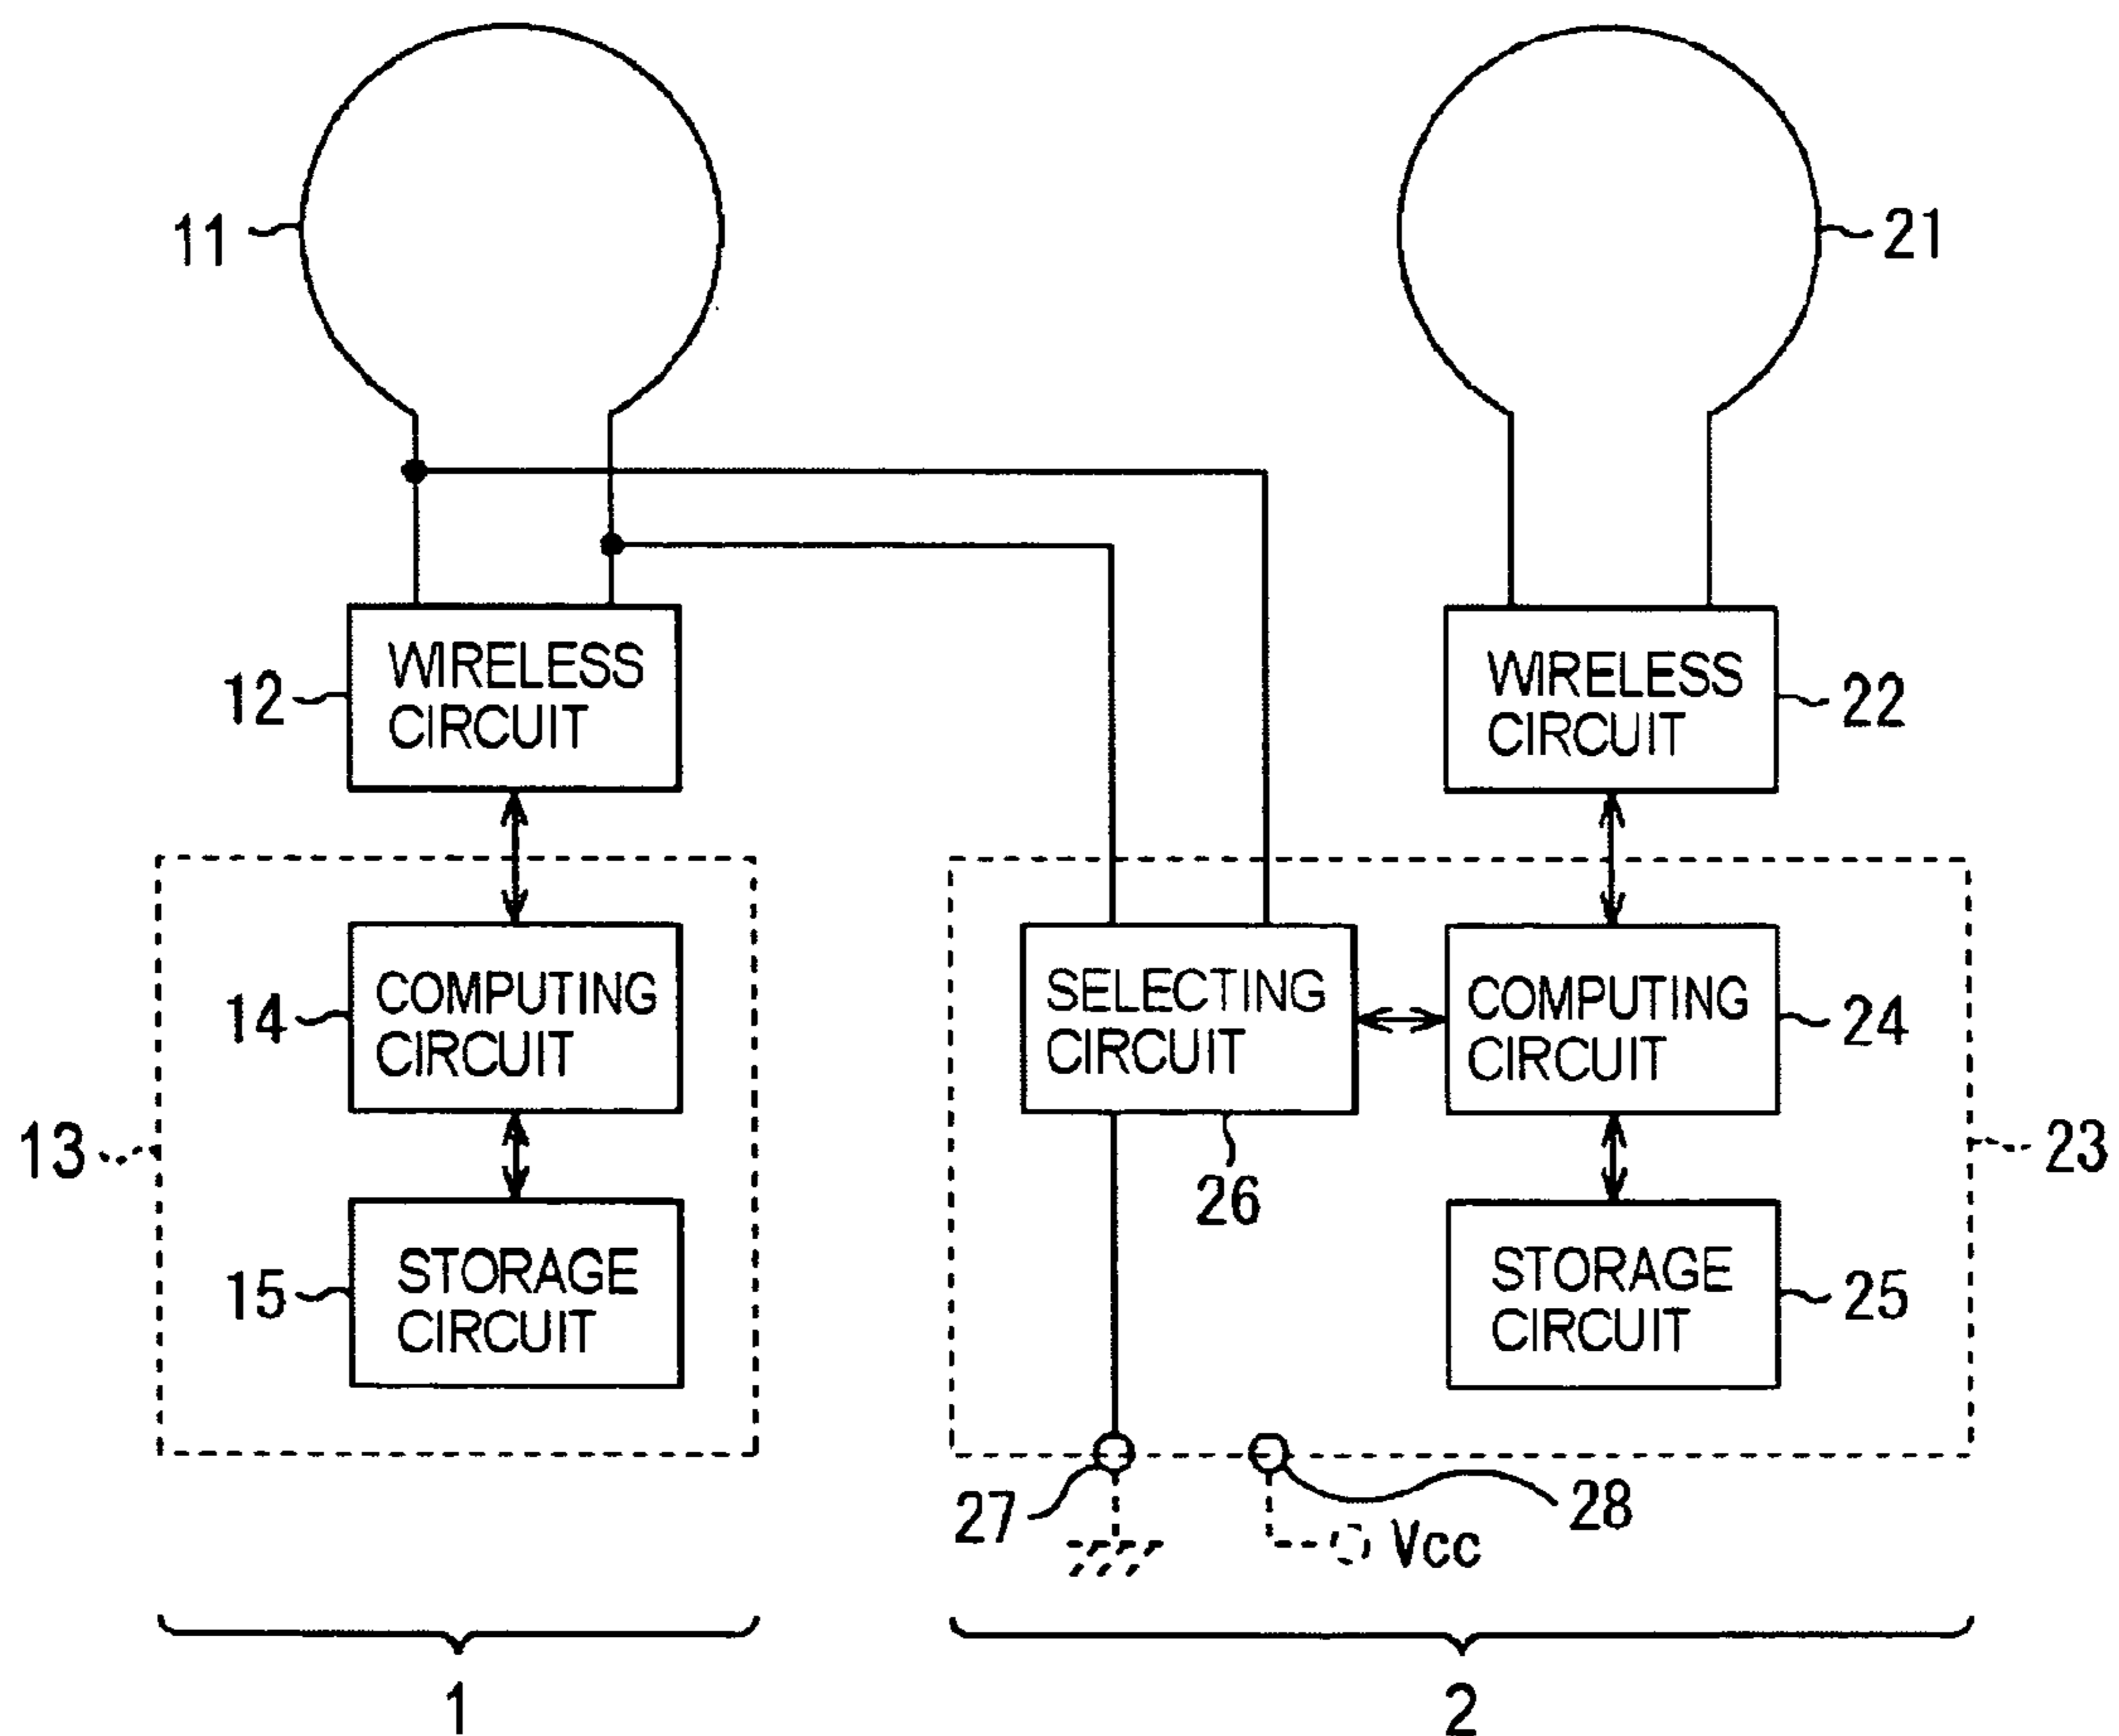 11
21
WIRELESS
CIRCUIT
12
WIRELESS
CIRCUIT
22
COMPUTING
CIRCUIT
14
SELECTING
CIRCUIT
26
COMPUTING
CIRCUIT
24
13
23
STORAGE
CIRCUIT
15
STORAGE
CIRCUIT
25
27
28
Vcc
1
2